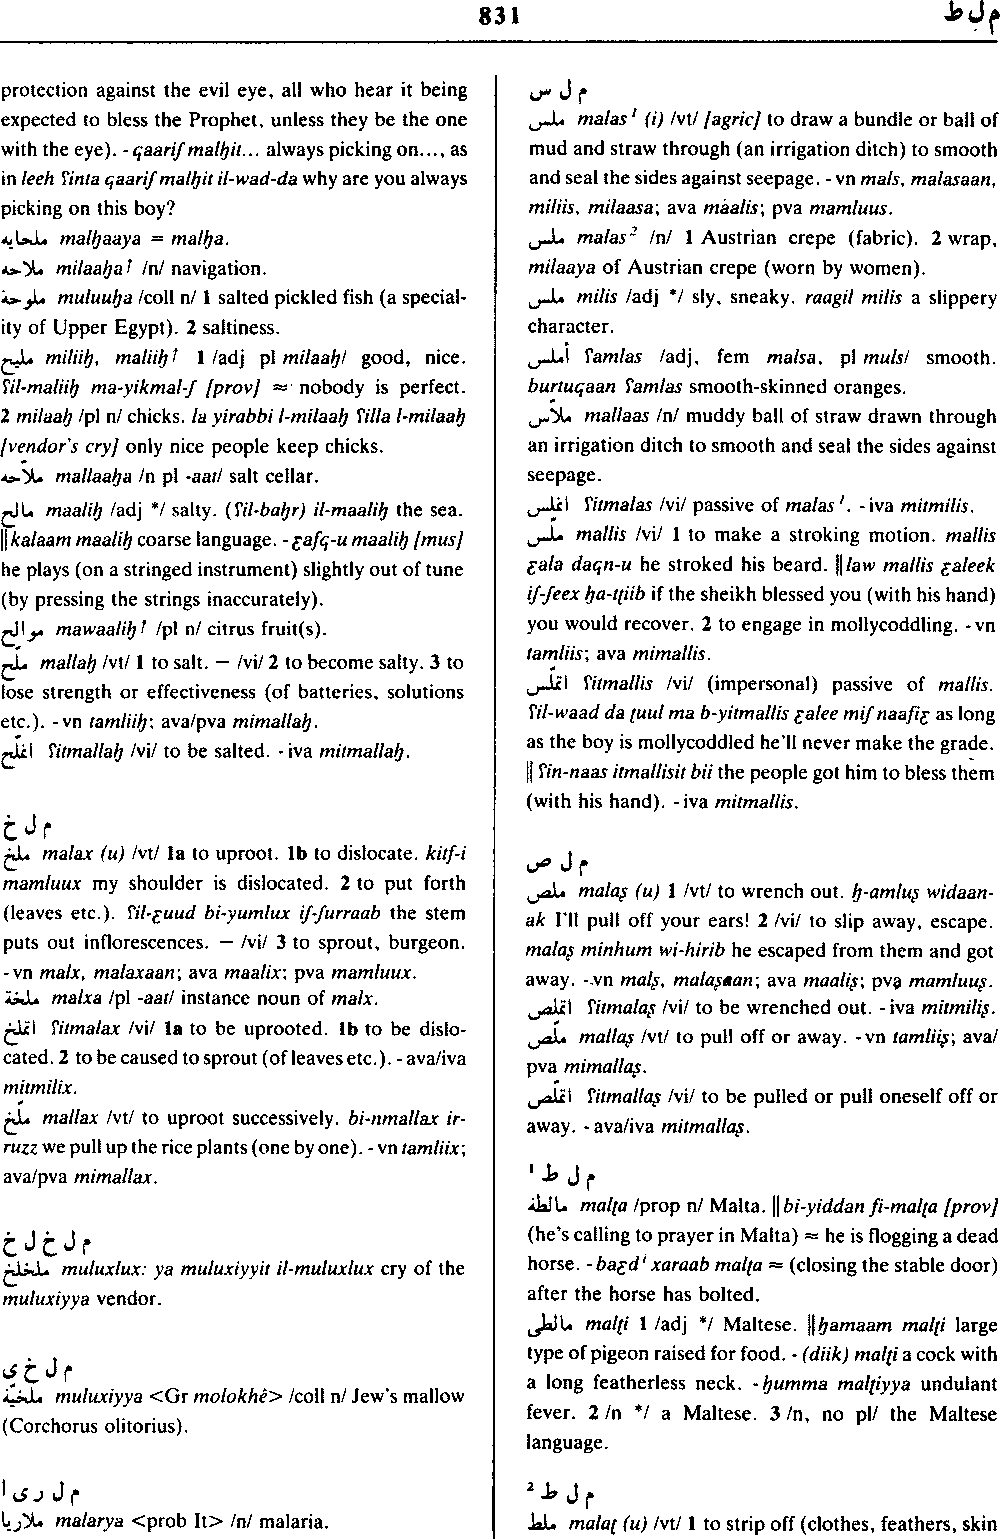 831
م ل ط
protection against the evil eye, all who hear it being
expected to bless the Prophet, unless they be the one
with the eye). - qaarif malḥit... always picking on..., as
in leeh ʕinta qaarif malḥit il-wad-da why are you always
picking on this boy?
ملحايه malḥaaya = malḥa.
ملاحه milaaḥa↑ /n/ navigation.
ملوحة muluuḥa /coll n/ 1 salted pickled fish (a special-
ity of Upper Egypt). 2 saltiness.
مليح miliiḥ, maliiḥ↑ 1 /adj pl milaaḥ/ good, nice.
ʕil-maliiḥ ma-yikmal-ʃ [prov] ≈ nobody is perfect.
2 milaaḥ /pl n/ chicks. la yirabbi l-milaaḥ ʕilla l-milaaḥ
[vendor's cry] only nice people keep chicks.
ملّاحه mallaaḥa /n pl -aat/ salt cellar.
مالح maaliḥ /adj */ salty. (ʕil-baḥr) il-maaliḥ the sea.
‖ kalaam maaliḥ coarse language. - ƹafq-u maaliḥ [mus]
he plays (on a stringed instrument) slightly out of tune
(by pressing the strings inaccurately).
موالح mawaaliḥ↑ /pl n/ citrus fruit(s).
ملّح mallaḥ /vt/ 1 to salt. — /vi/ 2 to become salty. 3 to
lose strength or effectiveness (of batteries, solutions
etc.). - vn tamliiḥ; ava/pva mimallaḥ.
اتملّح ʕitmallaḥ /vi/ to be salted. - iva mitmallaḥ.
م ل خ
ملخ malax (u) /vt/ 1a to uproot. 1b to dislocate. kitf-i
mamluux my shoulder is dislocated. 2 to put forth
(leaves etc.). ʕil-ƹuud bi-yumlux iʃ-ʃurraab the stem
puts out inflorescences. — /vi/ 3 to sprout, burgeon.
- vn malx, malaxaan; ava maalix; pva mamluux.
ملخة malxa /pl -aat/ instance noun of malx.
اتملخ ʕitmalax /vi/ 1a to be uprooted. 1b to be dislo-
cated. 2 to be caused to sprout (of leaves etc.). - ava/iva
mitmilix.
ملّخ mallax /vt/ to uproot successively. bi-nmallax ir-
ruzz we pull up the rice plants (one by one). - vn tamliix;
ava/pva mimallax.
م ل خ ل خ
ملخلخ muluxlux: ya muluxiyyit il-muluxlux cry of the
muluxiyya vendor.
م ل خ ى
ملخيّة muluxiyya <Gr molokhê> /coll n/ Jew's mallow
(Corchorus olitorius).
م ل ر ى ا
ملاريا malarya <prob It> /n/ malaria.
م ل س
ملس malas¹ (i) /vt/ [agric] to draw a bundle or ball of
mud and straw through (an irrigation ditch) to smooth
and seal the sides against seepage. - vn mals, malasaan,
miliis, milaasa; ava maalis; pva mamluus.
ملس malas² /n/ 1 Austrian crepe (fabric). 2 wrap,
milaaya of Austrian crepe (worn by women).
ملس milis /adj */ sly, sneaky. raagil milis a slippery
character.
أملس ʕamlas /adj, fem malsa, pl muls/ smooth.
burtuqaan ʕamlas smooth-skinned oranges.
ملّاس mallaas /n/ muddy ball of straw drawn through
an irrigation ditch to smooth and seal the sides against
seepage.
اتملس ʕitmalas /vi/ passive of malas¹. - iva mitmilis.
ملّس mallis /vi/ 1 to make a stroking motion. mallis
ƹala daqn-u he stroked his beard. ‖ law mallis ƹaleek
iʃ-ʃeex ḥa-ṭṭiib if the sheikh blessed you (with his hand)
you would recover. 2 to engage in mollycoddling. - vn
tamliis; ava mimallis.
اتملّس ʕitmallis /vi/ (impersonal) passive of mallis.
ʕil-waad da ṭuul ma b-yitmallis ƹalee miʃ naafiƹ as long
as the boy is mollycoddled he'll never make the grade.
‖ ʕin-naas itmallisit bii the people got him to bless them
(with his hand). - iva mitmallis.
م ل ص
ملص malaṣ (u) 1 /vt/ to wrench out. ḥ-amluṣ widaan-
ak I'll pull off your ears! 2 /vi/ to slip away, escape.
malaṣ minhum wi-hirib he escaped from them and got
away. - vn malṣ, malaṣaan; ava maaliṣ; pva mamluuṣ.
اتملص ʕitmalaṣ /vi/ to be wrenched out. - iva mitmiliṣ.
ملّص mallaṣ /vt/ to pull off or away. - vn tamliiṣ; ava/
pva mimallaṣ.
اتملّص ʕitmallaṣ /vi/ to be pulled or pull oneself off or
away. - ava/iva mitmallaṣ.
م ل ط ¹
مالطة malṭa /prop n/ Malta. ‖ bi-yiddan fi-malṭa [prov]
(he's calling to prayer in Malta) ≈ he is flogging a dead
horse. - baƹdⁱ xaraab malṭa ≈ (closing the stable door)
after the horse has bolted.
مالطى malṭi 1 /adj */ Maltese. ‖ ḥamaam malṭi large
type of pigeon raised for food. - (diik) malṭi a cock with
a long featherless neck. - ḥumma malṭiyya undulant
fever. 2 /n */ a Maltese. 3 /n, no pl/ the Maltese
language.
م ل ط ²
ملط malaṭ (u) /vt/ 1 to strip off (clothes, feathers, skin